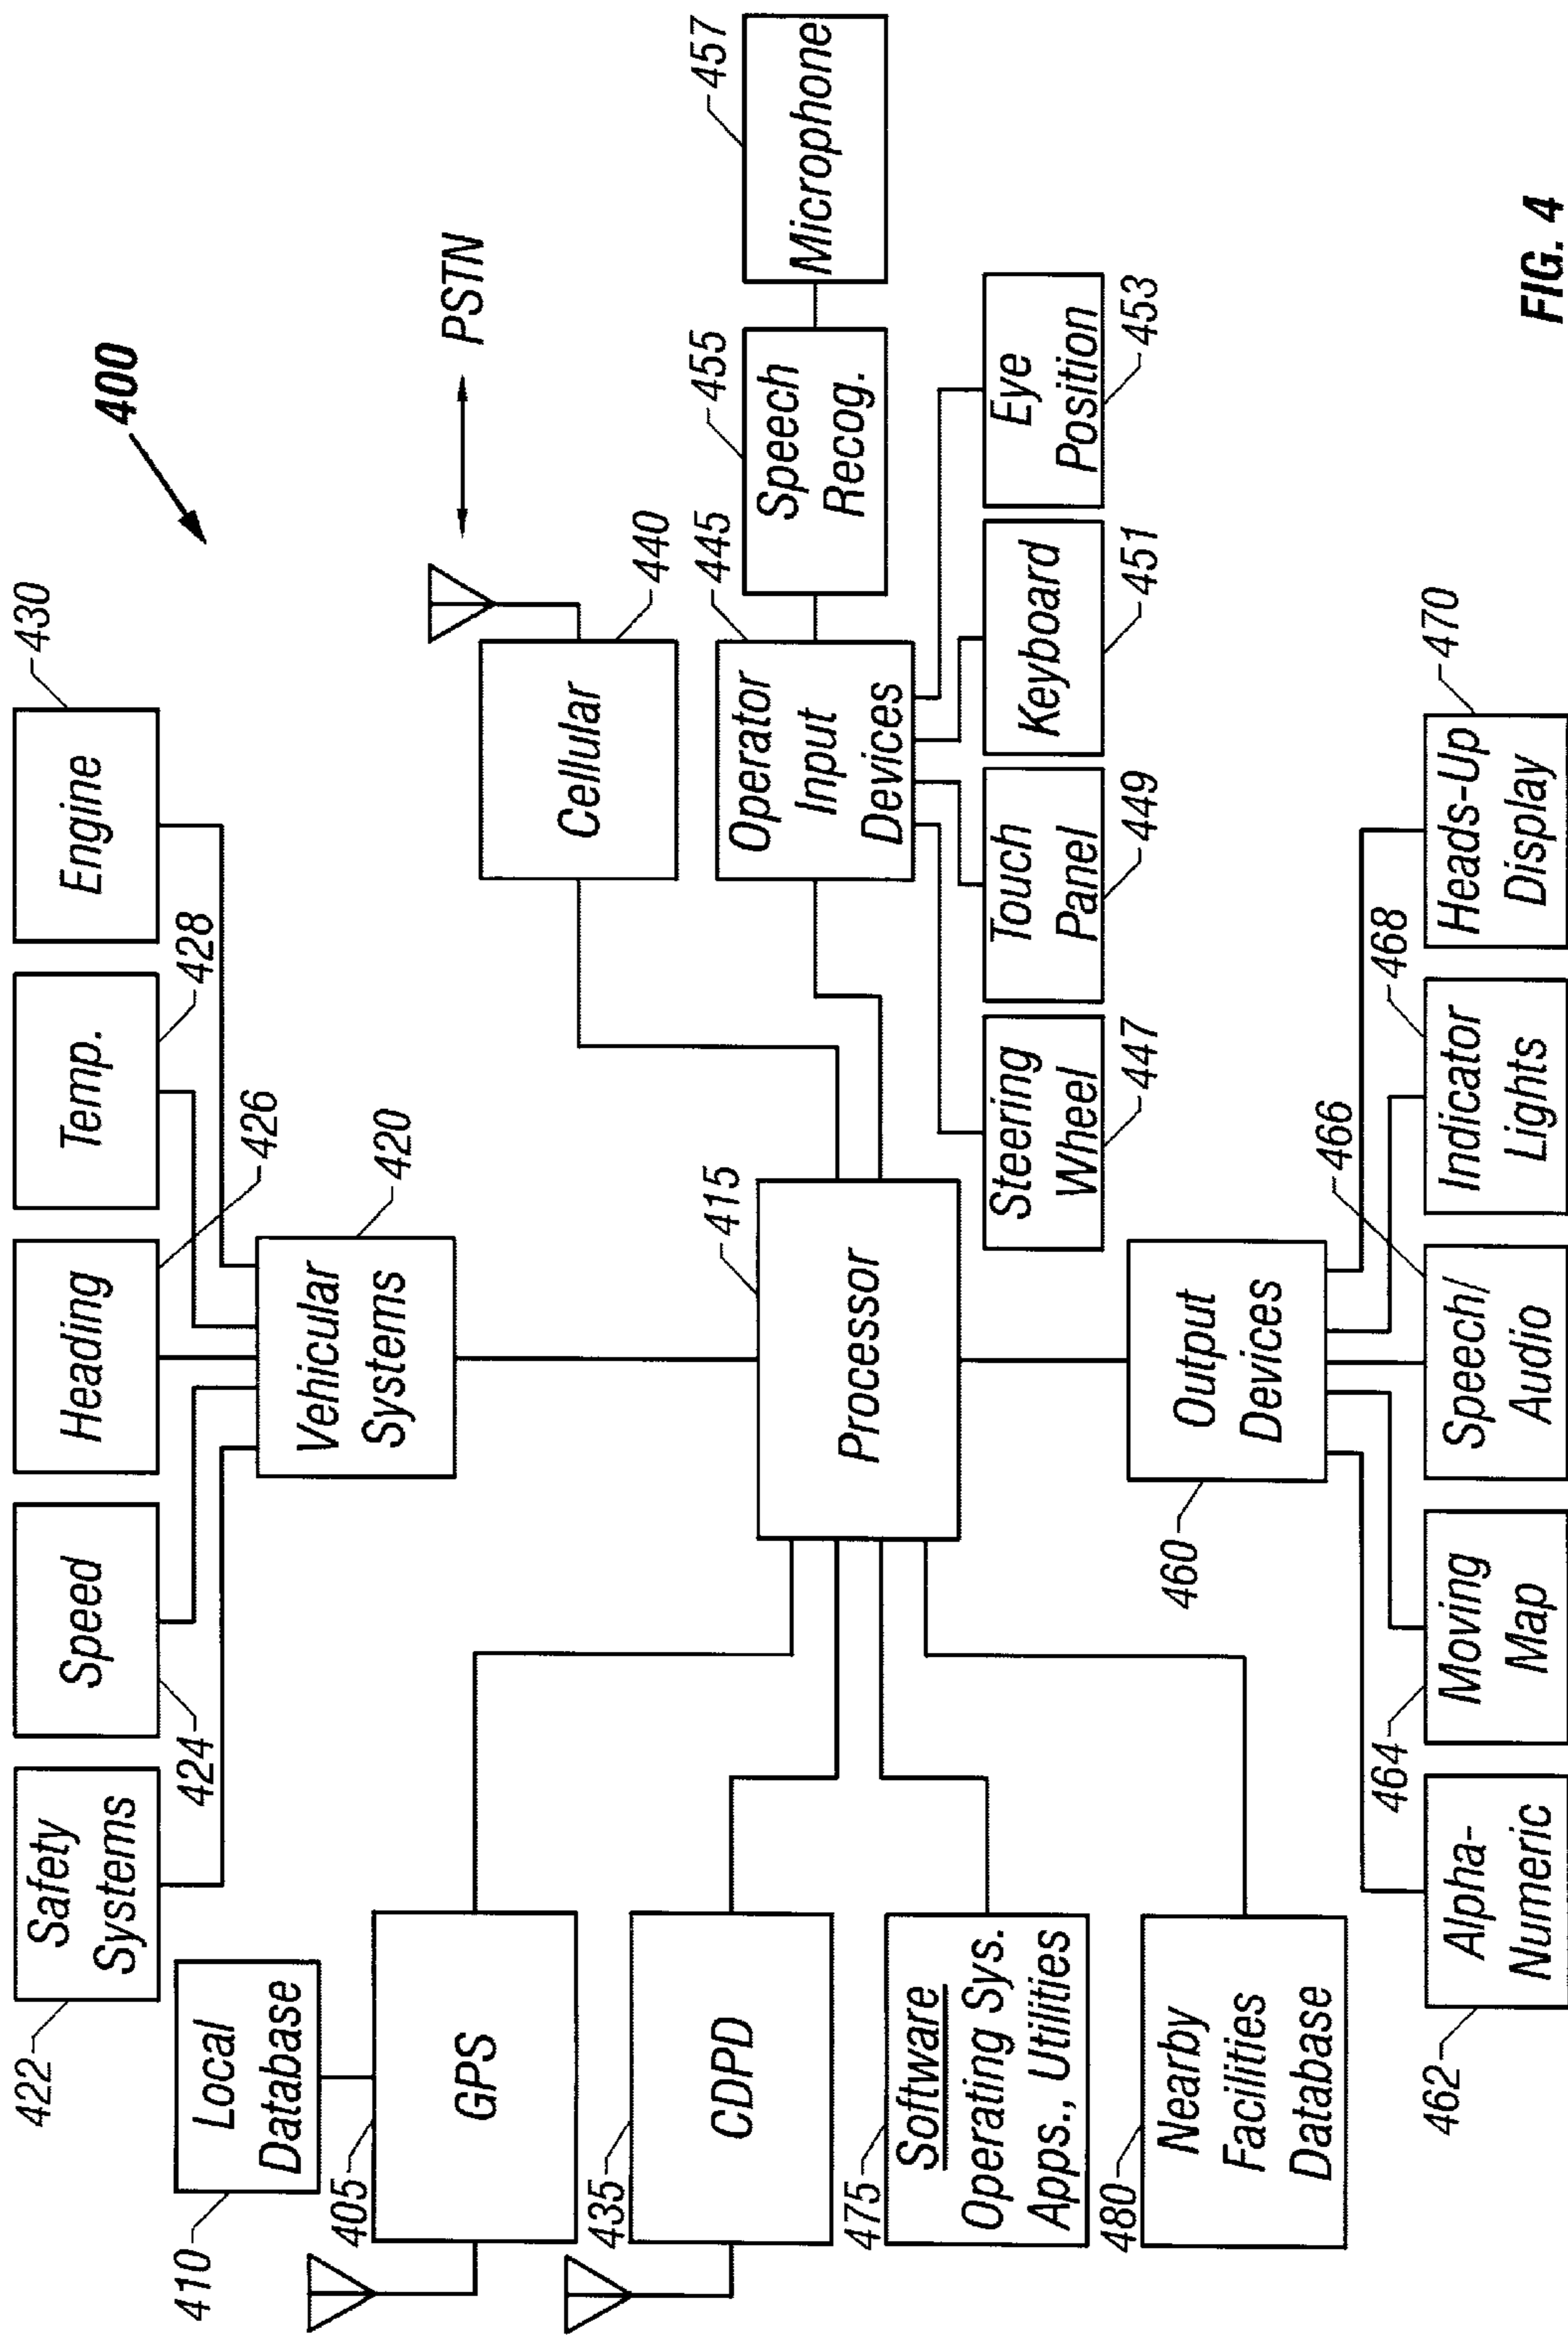 400
422
Safety
Systems
Speed
424
Heading
426
Temp.
428
Engine
430
410
Local
Database
Vehicular
Systems
420
PSTN
405
GPS
Cellular
440
435
CDPD
Processor
415
Operator
Input
Devices
445
Speech
Recog.
455
Microphone
457
475
Software
Operating Sys.
Apps., Utilities
Steering
Wheel
447
Touch
Panel
449
Keyboard
451
Eye
Position
453
480
Nearby
Facilities
Database
460
Output
Devices
462
Alpha-
Numeric
464
Moving
Map
Speech/
Audio
466
Indicator
Lights
468
Heads-Up
Display
470
FIG. 4